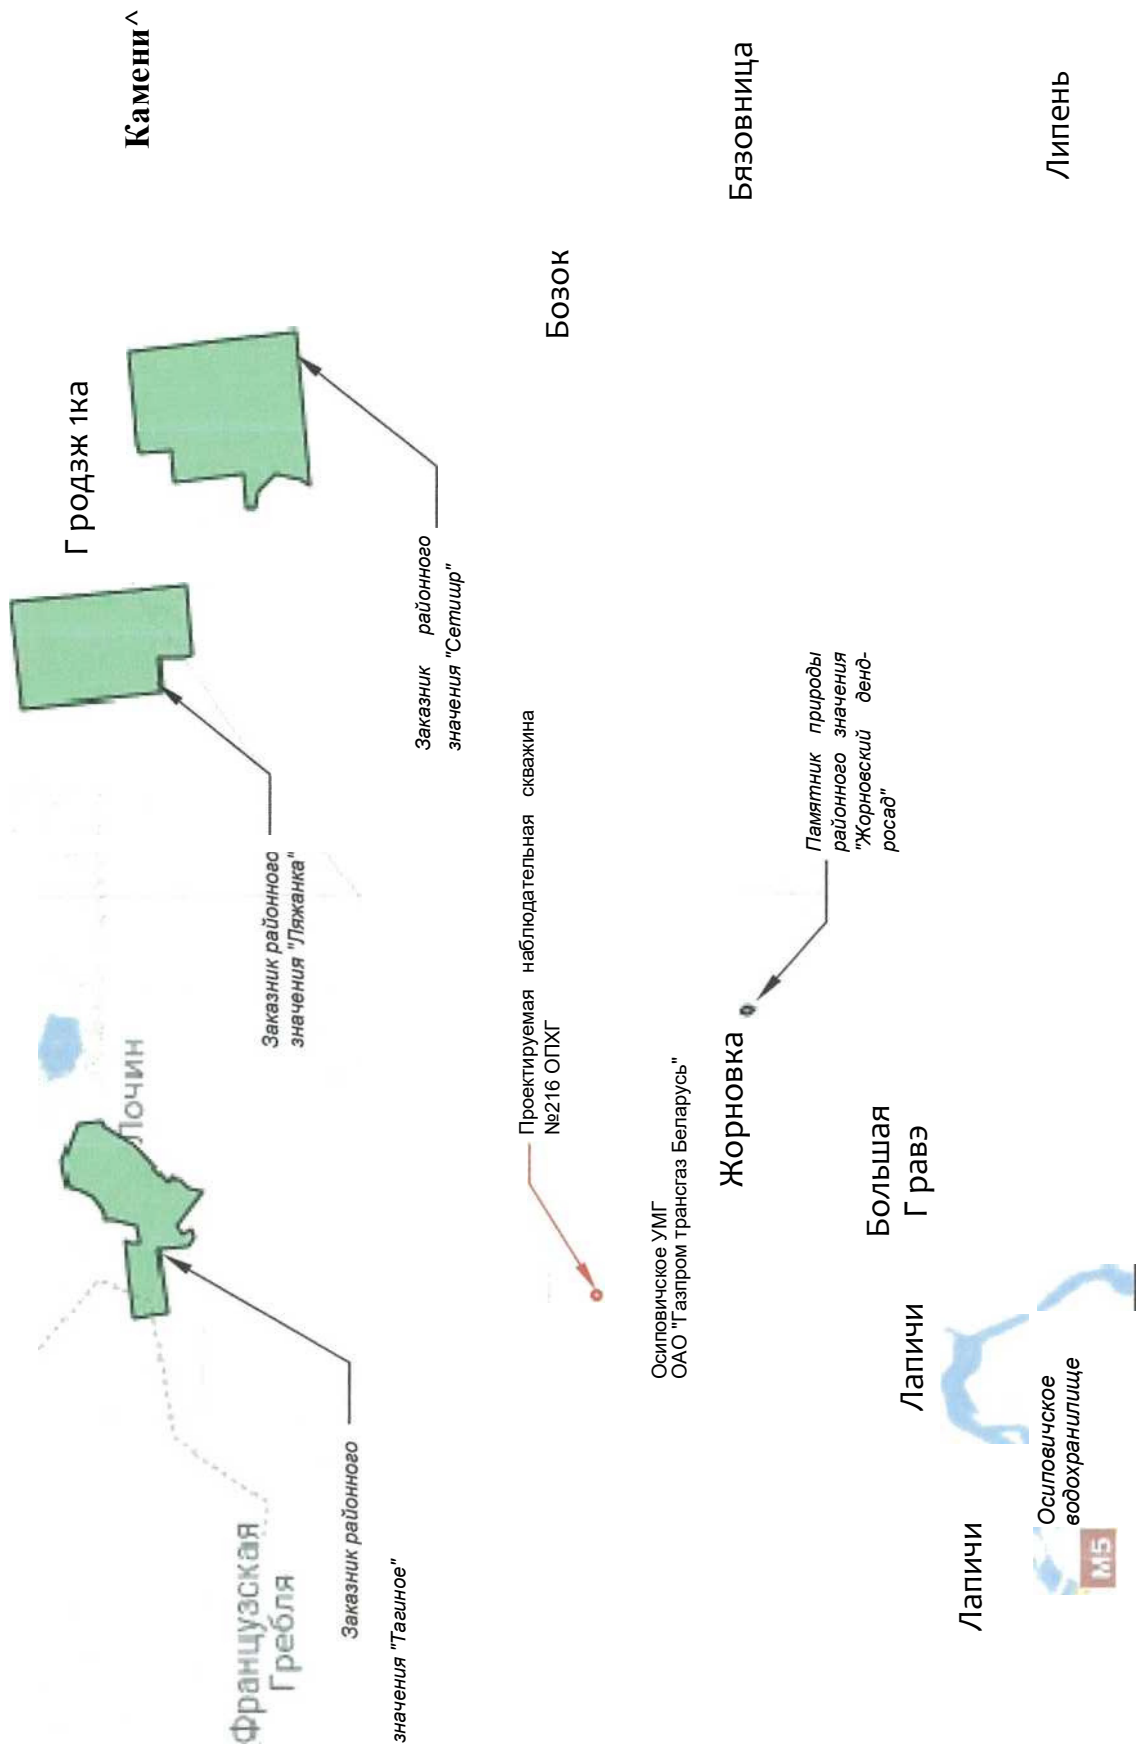 Камени^
Г родзж 1ка
Лочин
Французская
Гребля
Заказник районного
значения "Тагиное"
Заказник районного
значения "Ляжанка"
Заказник районного
значения "Сетишр"
Бозок
Проектируемая наблюдательная скважина
№216 ОПХГ
Осиповичское УМГ
ОАО "Газпром трансгаз Беларусь"
Бязовница
Жорновка
Памятник природы
районного значения
"Жорновский денд-
росад"
Большая
Г равэ
Лапичи
Лапичи
Липень
Осиповичское
водохранилище
М5